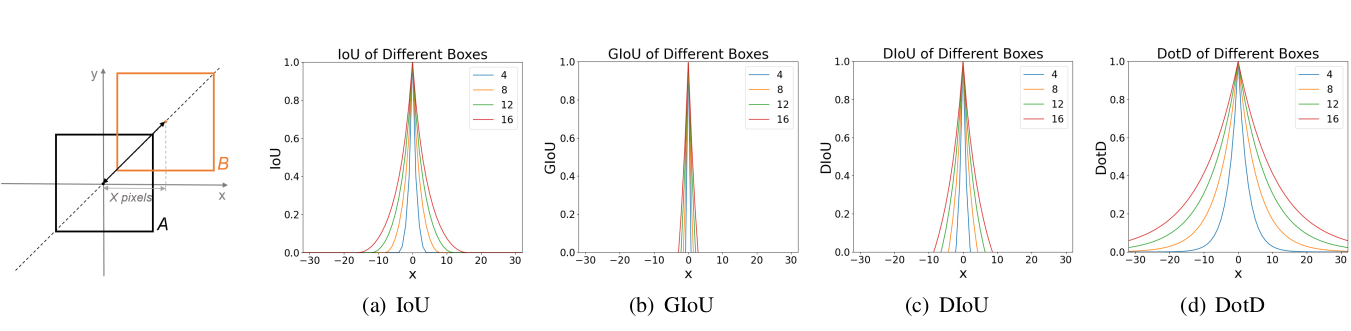 y
B
x
X pixels
A
IoU of Different Boxes
1.0
0.8
0.6
0.4
0.2
0.0
IoU
4
8
12
16
−30 −20 −10 0 10 20 30
x
(a) IoU
GIoU of Different Boxes
1.0
0.8
0.6
0.4
0.2
0.0
GIoU
4
8
12
16
−30 −20 −10 0 10 20 30
x
(b) GIoU
DIoU of Different Boxes
1.0
0.8
0.6
0.4
0.2
0.0
DIoU
4
8
12
16
−30 −20 −10 0 10 20 30
x
(c) DIoU
DotD of Different Boxes
1.0
0.8
0.6
0.4
0.2
0.0
DotD
4
8
12
16
−30 −20 −10 0 10 20 30
x
(d) DotD